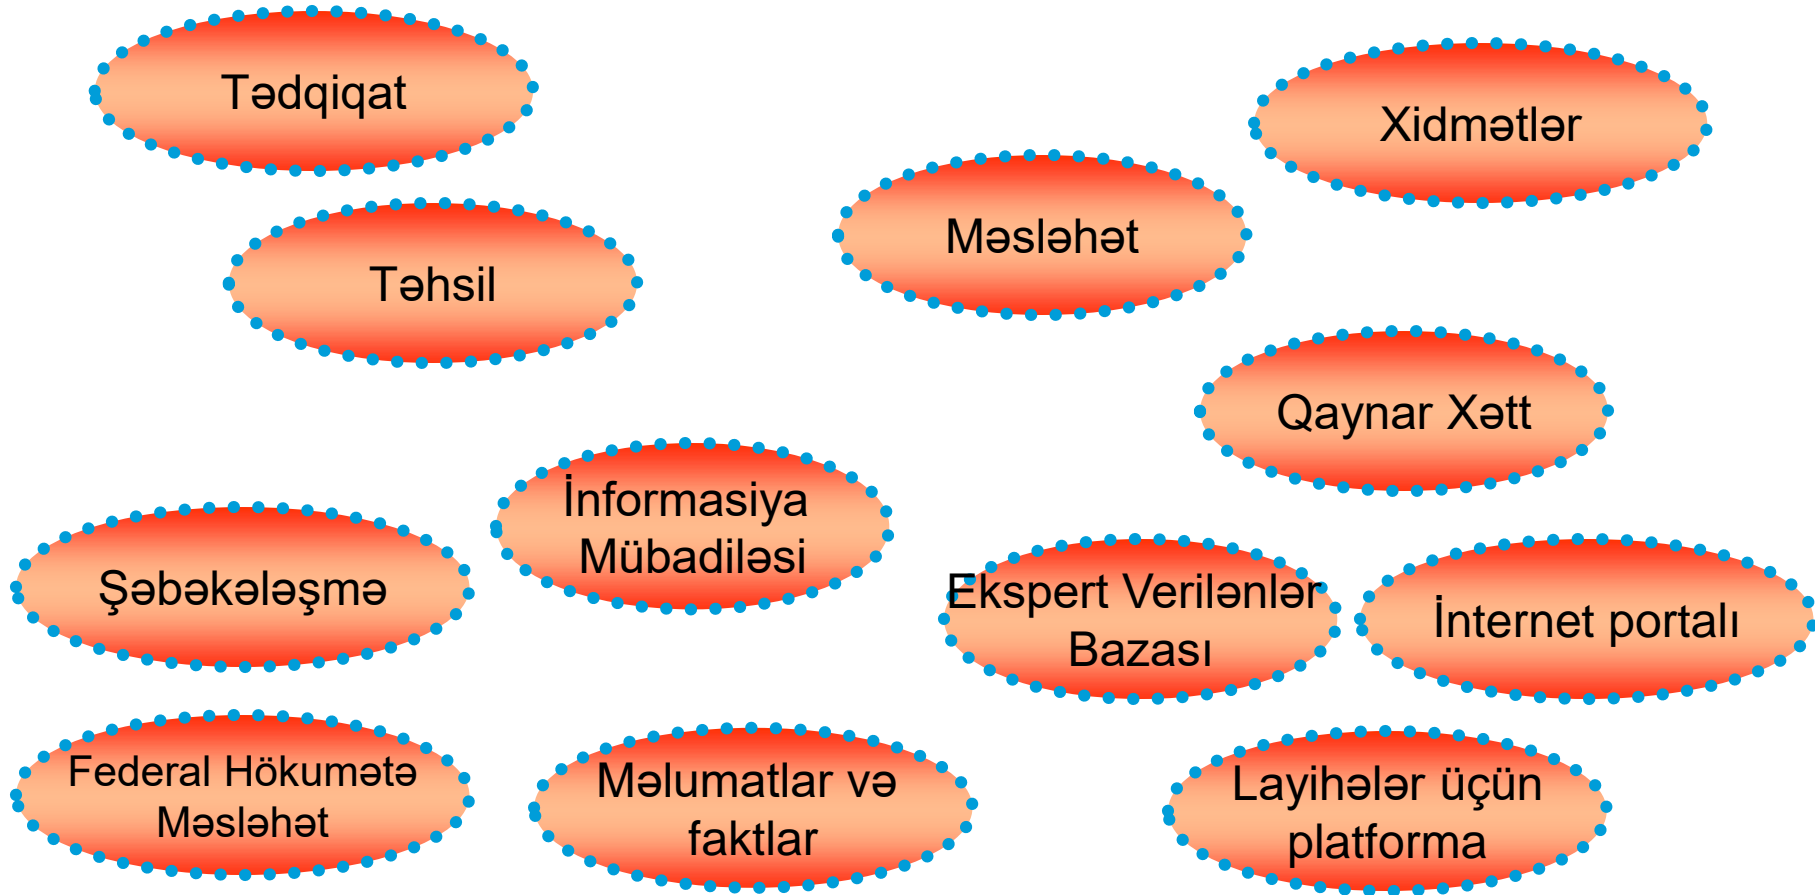 Tədqiqat
Xidmətlər
Məsləhət
Təhsil
Qaynar Xətt
İnformasiya
Mübadiləsi
Şəbəkələşmə
Ekspert Verilənlər
Bazası
İnternet portalı
Federal Hökumətə
Məsləhət
Məlumatlar və
faktlar
Layihələr üçün
platforma